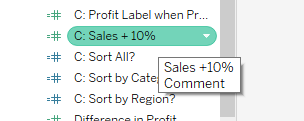 C: Profit Label when Pr...
C: Sales + 10%
C: Sort All?
Sales +10%
Comment
C: Sort by Cate
C: Sort by Region?
Difference in Profit